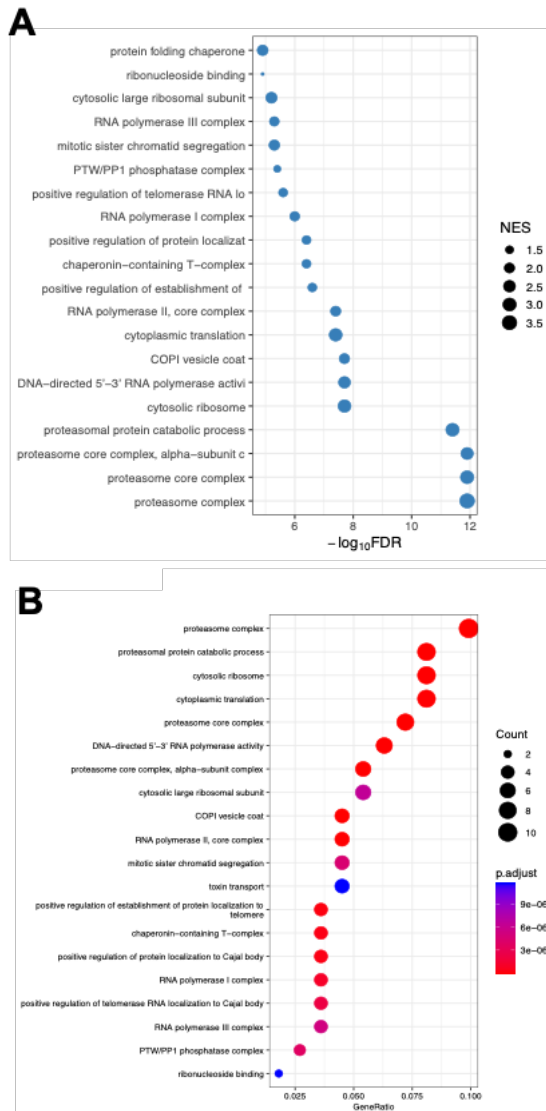 A
protein folding chaperone
ribonucleoside binding
cytosolic large ribosomal subunit
RNA polymerase III complex
mitotic sister chromatid segregation
PTW/PP1 phosphatase complex
positive regulation of telomerase RNA lo
RNA polymerase I complex
positive regulation of protein localizat
chaperonin−containing T−complex
positive regulation of establishment of
RNA polymerase II, core complex
cytoplasmic translation
COPI vesicle coat
DNA−directed 5'−3' RNA polymerase activi
cytosolic ribosome
proteasomal protein catabolic process
proteasome core complex, alpha−subunit c
proteasome core complex
proteasome complex
6 8 10 12
−log10FDR
NES
1.5
2.0
2.5
3.0
3.5
B
proteasome complex
proteasomal protein catabolic process
cytosolic ribosome
cytoplasmic translation
proteasome core complex
DNA−directed 5'−3' RNA polymerase activity
proteasome core complex, alpha−subunit complex
cytosolic large ribosomal subunit
COPI vesicle coat
RNA polymerase II, core complex
mitotic sister chromatid segregation
toxin transport
positive regulation of establishment of protein localization to
telomere
chaperonin−containing T−complex
positive regulation of protein localization to Cajal body
RNA polymerase I complex
positive regulation of telomerase RNA localization to Cajal body
RNA polymerase III complex
PTW/PP1 phosphatase complex
ribonucleoside binding
0.025 0.050 0.075 0.100
GeneRatio
Count
2
4
6
8
10
p.adjust
9e−06
6e−06
3e−06